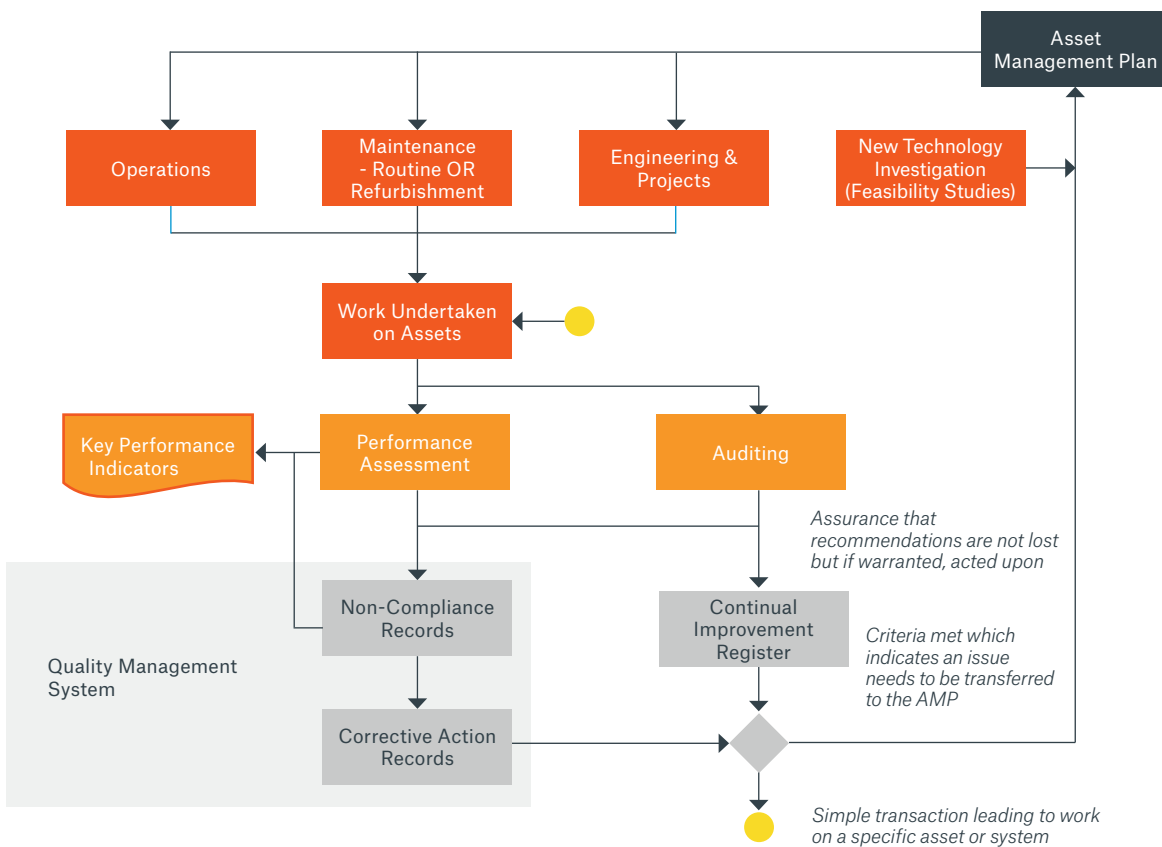 Asset
Management Plan
Operations
Maintenance
- Routine OR
Refurbishment
Engineering &
Projects
New Technology
Investigation
(Feasibility Studies)
Work Undertaken
on Assets
Key Performance
Indicators
Performance
Assessment
Auditing
Assurance that
recommendations are not lost
but if warranted, acted upon
Non-Compliance
Records
Continual
Improvement
Register
Criteria met which
indicates an issue
needs to be transferred
to the AMP
Quality Management
System
Corrective Action
Records
Simple transaction leading to work
on a specific asset or system